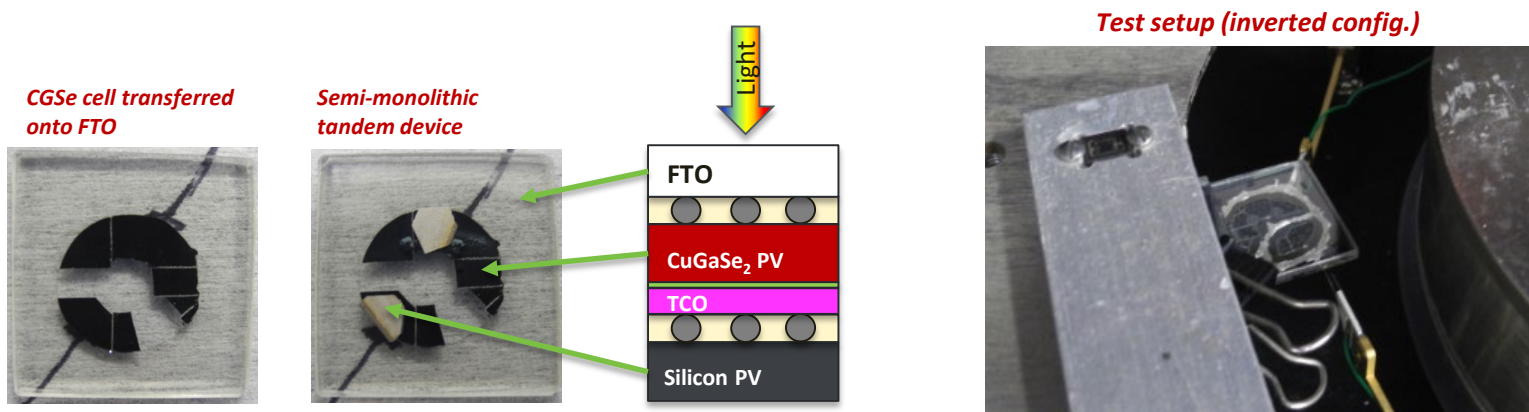 Test setup (inverted config.)
CGSe cell transferred
onto FTO
Semi-monolithic
tandem device
Light
FTO
CuGaSe₂ PV
TCO
Silicon PV